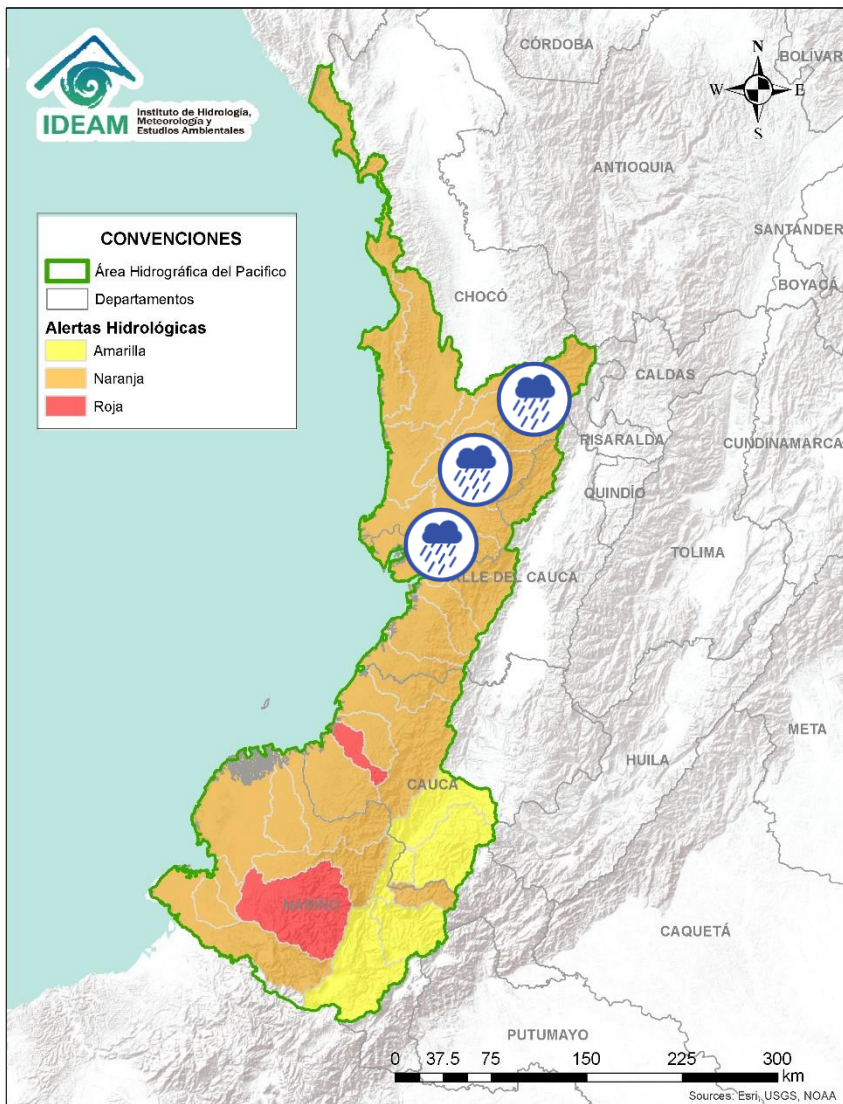 IDEAM
Instituto de Hidrología,
Meteorología y
Estudios Ambientales
CÓRDOBA
BOLÍVAR
N
W
E
S
ANTIOQUIA
SANTANDER
BOYACÁ
CONVENCIONES
Área Hidrográfica del Pacifico
Departamentos
Alertas Hidrológicas
Amarilla
Naranja
Roja
CHOCÓ
CALDAS
RISARALDA
CUNDINAMARCA
QUINDÍO
TOLIMA
ALLE DEL CAUCA
META
HUILA
CAUCA
NARIÑO
CAQUETÁ
PUTUMAYO
0 37.5 75 150 225 300
km
Sources: Esri, USGS, NOAA